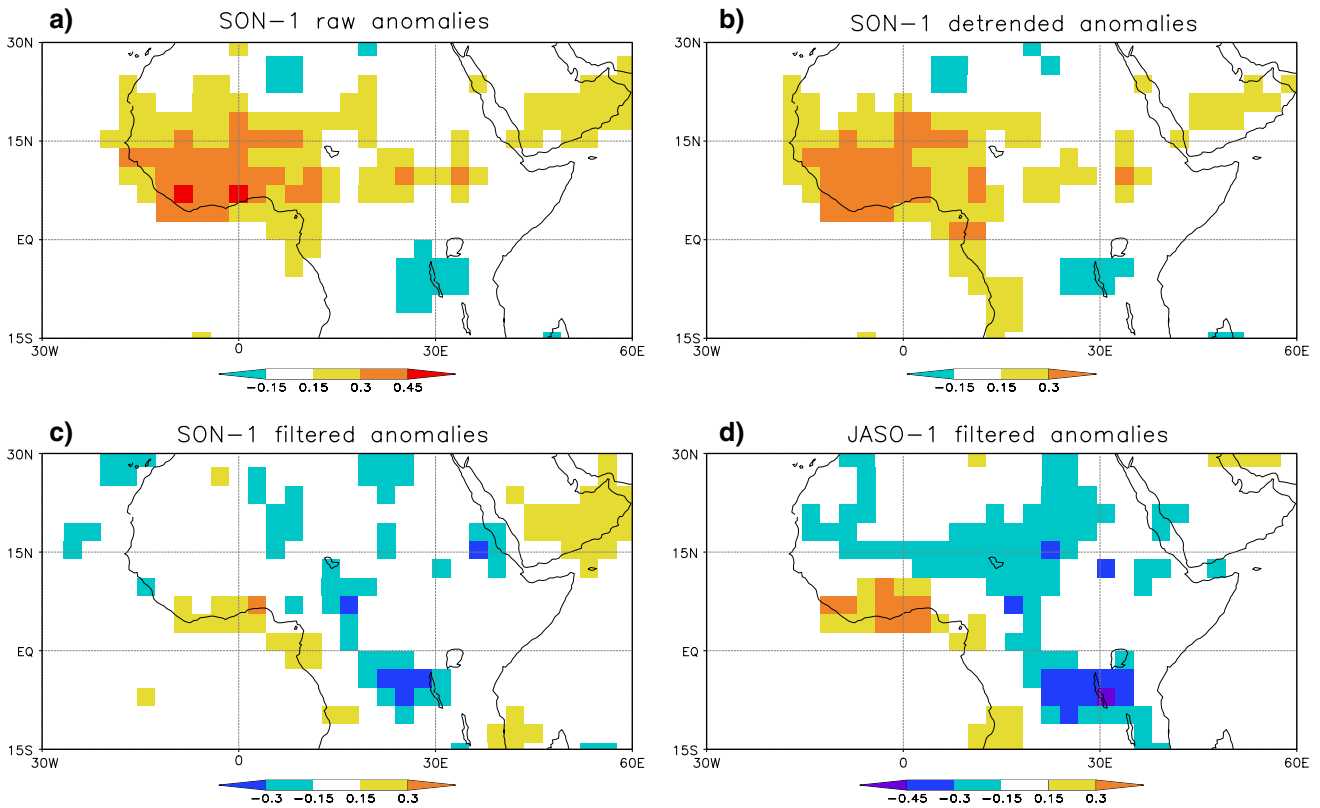 a)
SON−1 raw anomalies
30N
15N
EQ
15S
30W
0
30E
60E
−0.15
0.15
0.3
0.45
b)
SON−1 detrended anomalies
30N
15N
EQ
15S
30W
0
30E
60E
−0.15
0.15
0.3
c)
SON−1 filtered anomalies
30N
15N
EQ
15S
30W
0
30E
60E
−0.3
−0.15
0.15
0.3
d)
JASO−1 filtered anomalies
30N
15N
EQ
15S
30W
0
30E
60E
−0.45
−0.3
−0.15
0.15
0.3